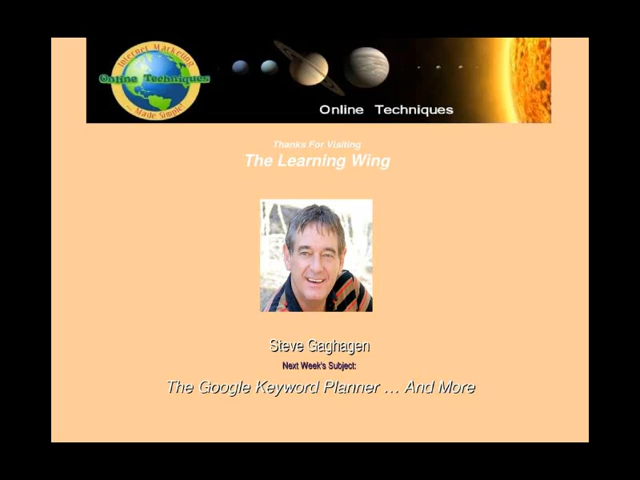 Internet Marketing
Online Techniques
... Made Simple!
Online Techniques
Thanks For Visiting
The Learning Wing
Steve Gaghagen
Next Week's Subject:
The Google Keyword Planner … And More